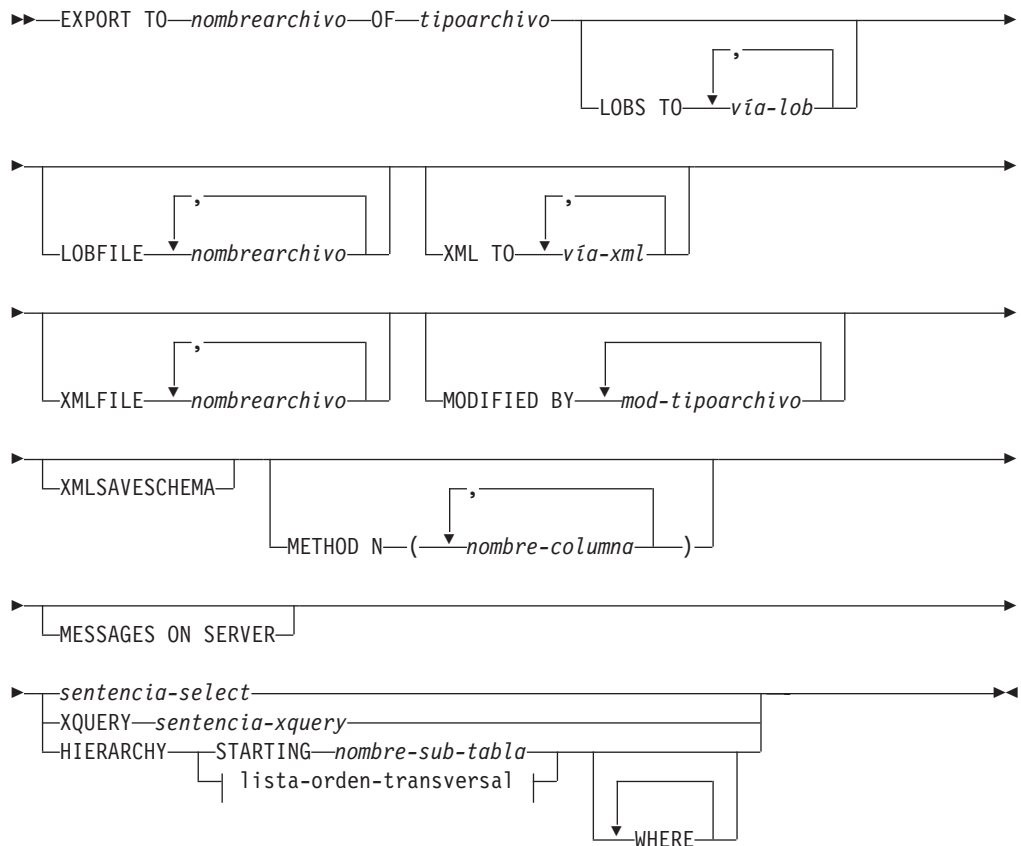 EXPORT TO nombrearchivo OF tipoarchivo
,
LOBS TO vía-lob
, ,
LOBFILE nombrearchivo XML TO vía-xml
,
XMLFILE nombrearchivo MODIFIED BY mod-tipoarchivo
XMLSAVESCHEMA
,
METHOD N ( nombre-columna )
MESSAGES ON SERVER
sentencia-select
XQUERY sentencia-xquery
HIERARCHY STARTING nombre-sub-tabla
lista-orden-transversal
WHERE